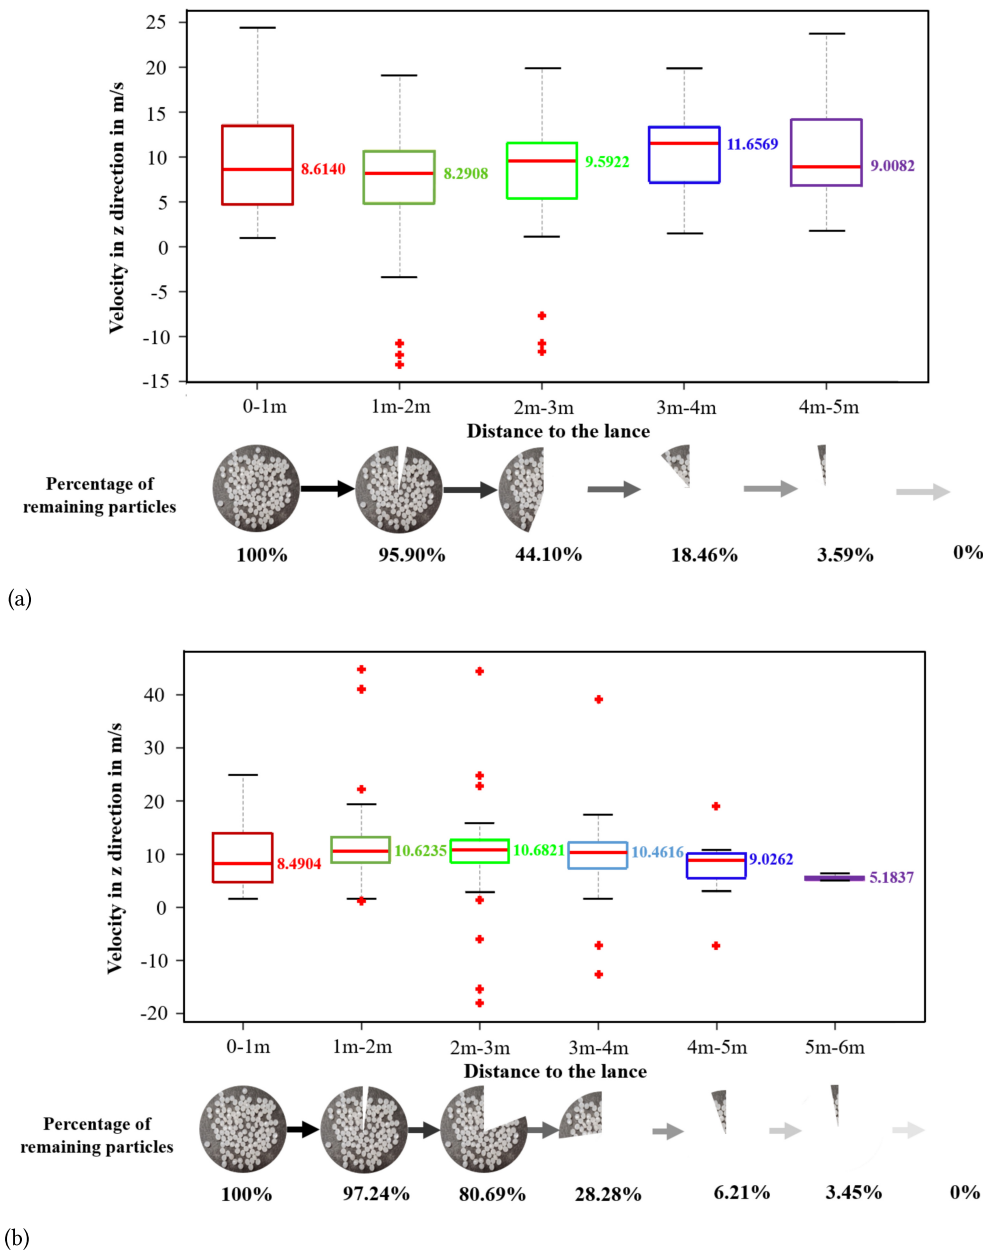 (a)
Velocity in z direction in m/s
25
20
15
10
5
0
-5
-10
-15
8.6140
8.2908
9.5922
11.6569
9.0082
0-1m
1m-2m
2m-3m
3m-4m
4m-5m
Distance to the lance
Percentage of
remaining particles
100%
95.90%
44.10%
18.46%
3.59%
0%
(a)
Velocity in z direction in m/s
40
30
20
10
0
-10
-20
8.4904
10.6235
10.6821
10.4616
9.0262
5.1837
0-1m
1m-2m
2m-3m
3m-4m
4m-5m
5m-6m
Distance to the lance
Percentage of
remaining particles
100%
97.24%
80.69%
28.28%
6.21%
3.45%
0%
(b)